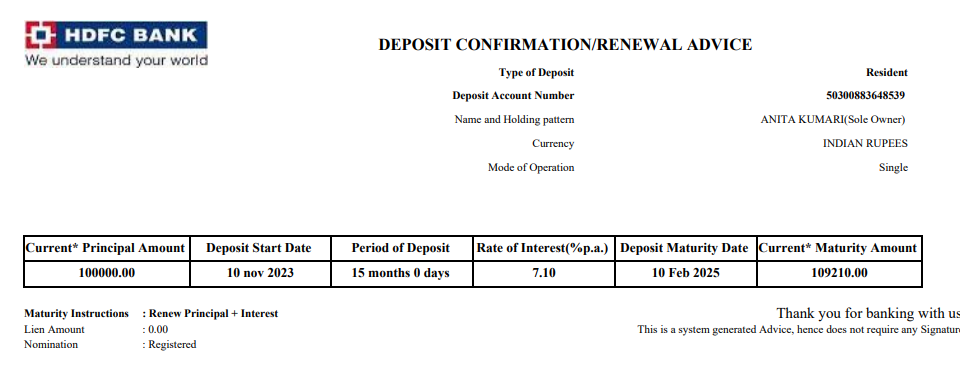 HDFC BANK
We understand your world
DEPOSIT CONFIRMATION/RENEWAL ADVICE
Type of Deposit Resident
Deposit Account Number 50300883648539
Name and Holding pattern ANITA KUMARI(Sole Owner)
Currency INDIAN RUPEES
Mode of Operation Single
Current* Principal Amount Deposit Start Date Period of Deposit Rate of Interest(%p.a.) Deposit Maturity Date Current* Maturity Amount
100000.00 10 nov 2023 15 months 0 days 7.10 10 Feb 2025 109210.00
Maturity Instructions : Renew Principal + Interest
Thank you for banking with us
Lien Amount : 0.00
This is a system generated Advice, hence does not require any Signature
Nomination : Registered